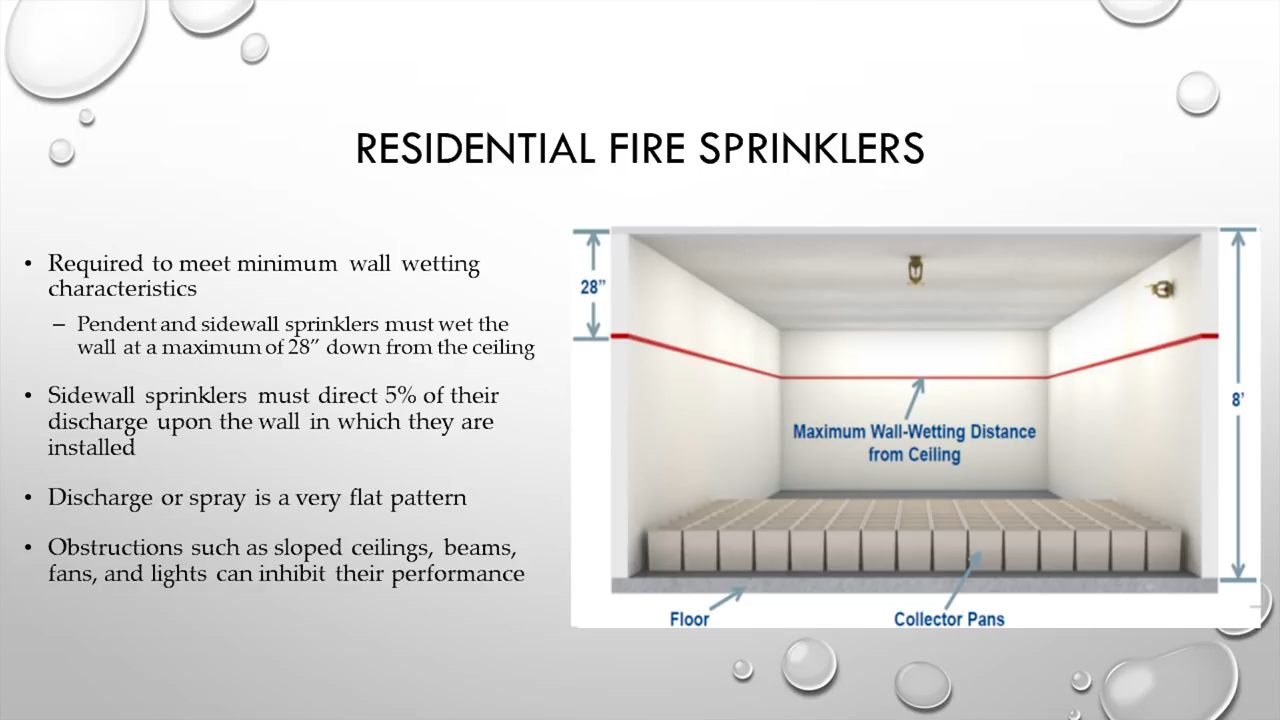 RESIDENTIAL FIRE SPRINKLERS
• Required to meet minimum wall wetting
characteristics
– Pendent and sidewall sprinklers must wet the
wall at a maximum of 28” down from the ceiling
• Sidewall sprinklers must direct 5% of their
discharge upon the wall in which they are
installed
• Discharge or spray is a very flat pattern
• Obstructions such as sloped ceilings, beams,
fans, and lights can inhibit their performance
28”
8’
Maximum Wall-Wetting Distance
from Ceiling
Floor
Collector Pans